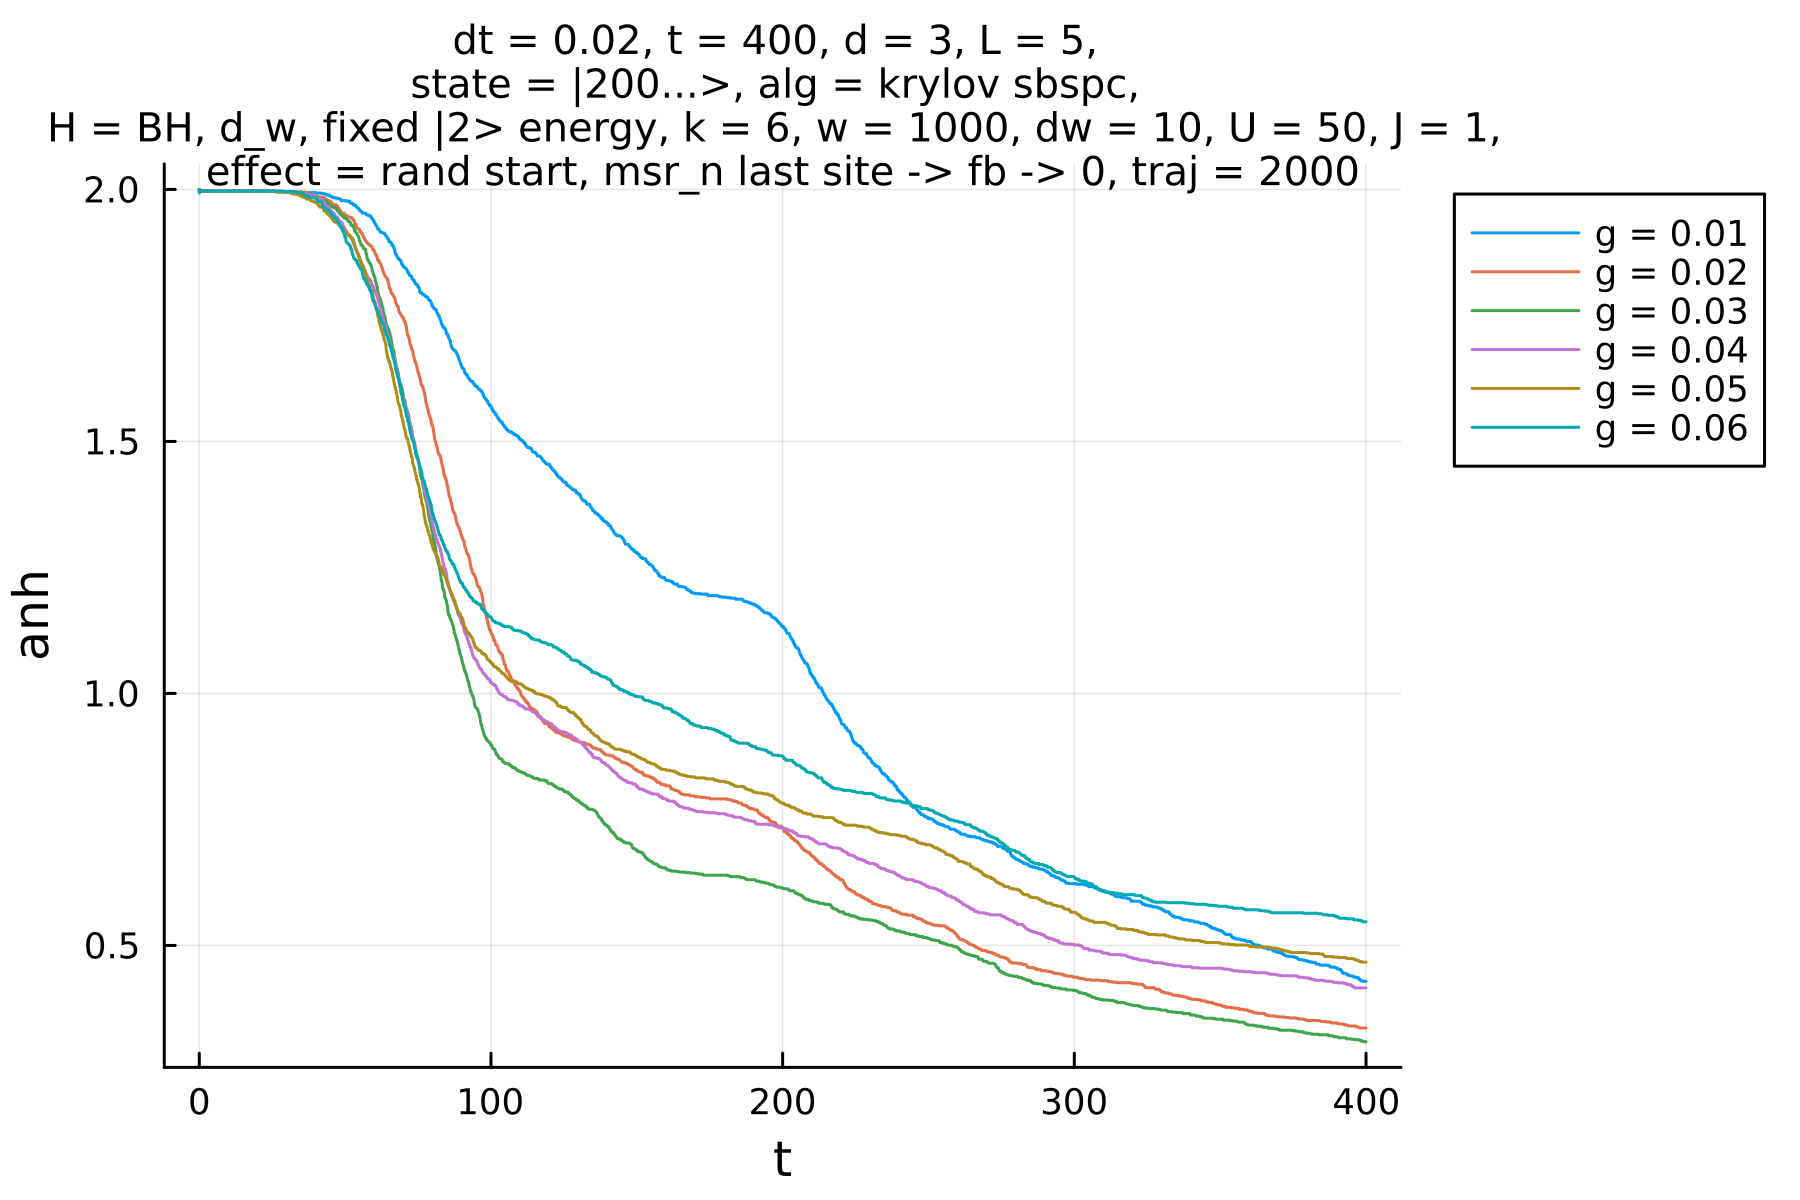 dt = 0.02, t = 400, d = 3, L = 5,
state = |200...>, alg = krylov sbspc,
H = BH, d_w, fixed |2> energy, k = 6, w = 1000, dw = 10, U = 50, J = 1,
effect = rand start, msr_n last site -> fb -> 0, traj = 2000
2.0
1.5
1.0
0.5
anh
0
100
200
300
400
t
g = 0.01
g = 0.02
g = 0.03
g = 0.04
g = 0.05
g = 0.06